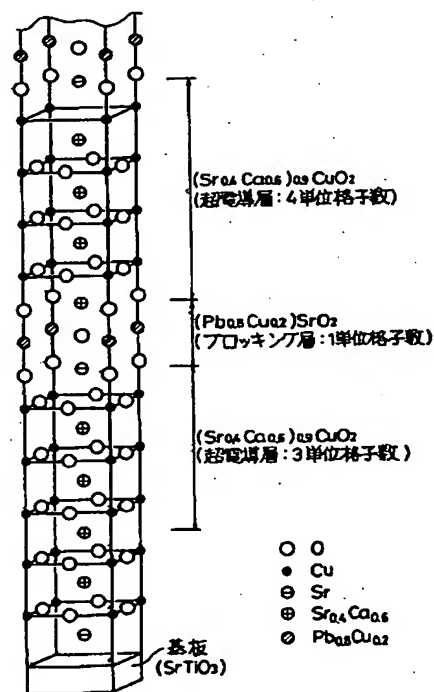 (Sr0.4Ca0.6)0.9CuO2
(超電導層:4単位格子数)
(Pb0.8Cu0.2)SrO2
(ブロッキング層:1単位格子数)
(Sr0.4Ca0.6)0.9CuO2
(超電導層:3単位格子数)
○ O
● Cu
⊖ Sr
⊕ Sr0.4Ca0.6
⊘ Pb0.8Cu0.2
基板
(SrTiO3)